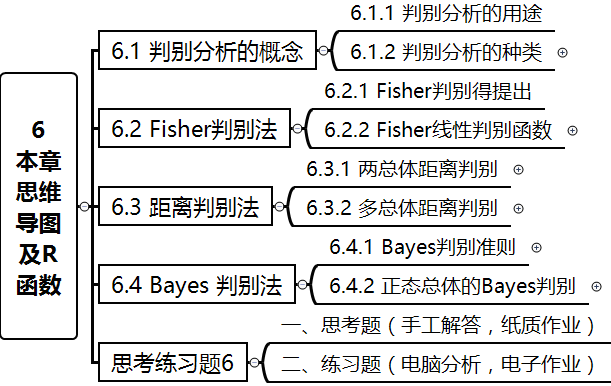 6
本章
思维
导图
及R
函数
6.1 判别分析的概念
6.1.1 判别分析的用途
6.1.2 判别分析的种类
6.2 Fisher判别法
6.2.1 Fisher判别得提出
6.2.2 Fisher线性判别函数
6.3 距离判别法
6.3.1 两总体距离判别
6.3.2 多总体距离判别
6.4 Bayes 判别法
6.4.1 Bayes判别准则
6.4.2 正态总体的Bayes判别
思考练习题6
一、思考题（手工解答，纸质作业）
二、练习题（电脑分析，电子作业）